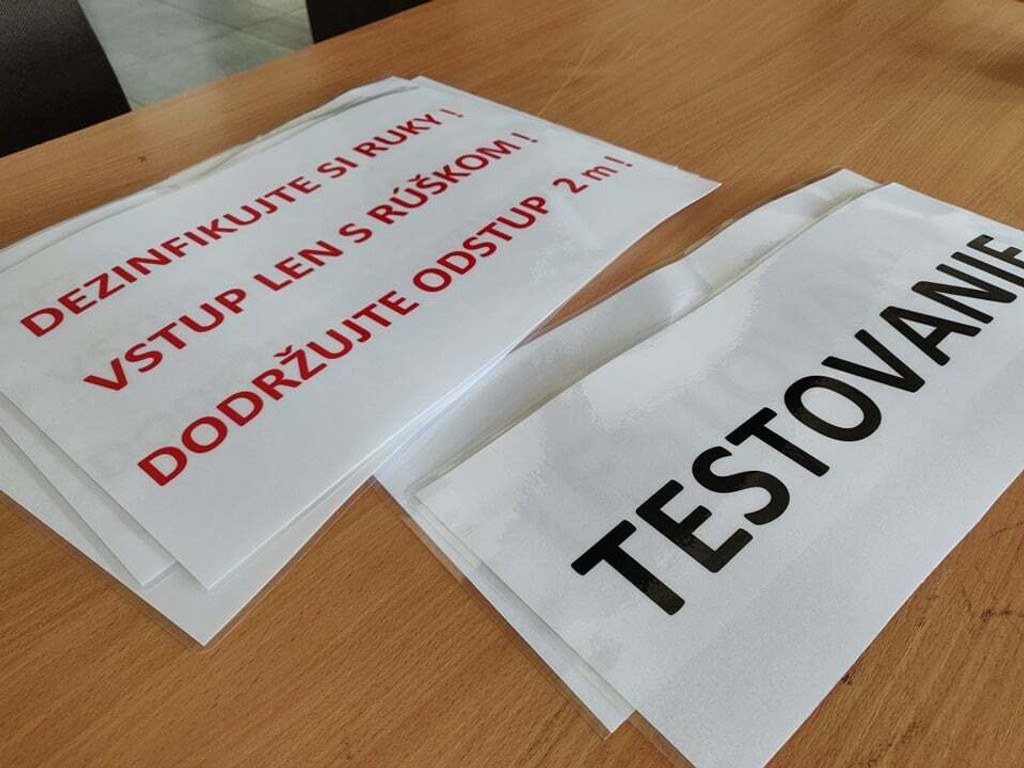 DEZINFIKUJTE SI RUKY !
VSTUP LEN S RÚŠKOM !
DODRŽUJTE ODSTUP 2 m !
TESTOVANIE